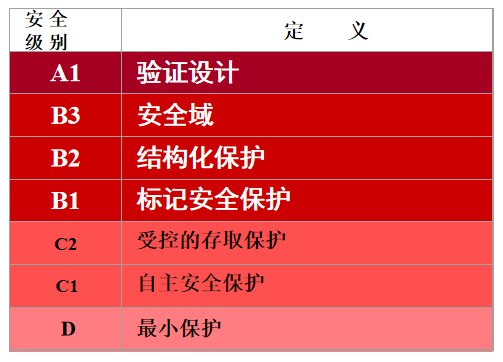 安全
级别
定 义
A1 验证设计
B3 安全域
B2 结构化保护
B1 标记安全保护
C2 受控的存取保护
C1 自主安全保护
D 最小保护